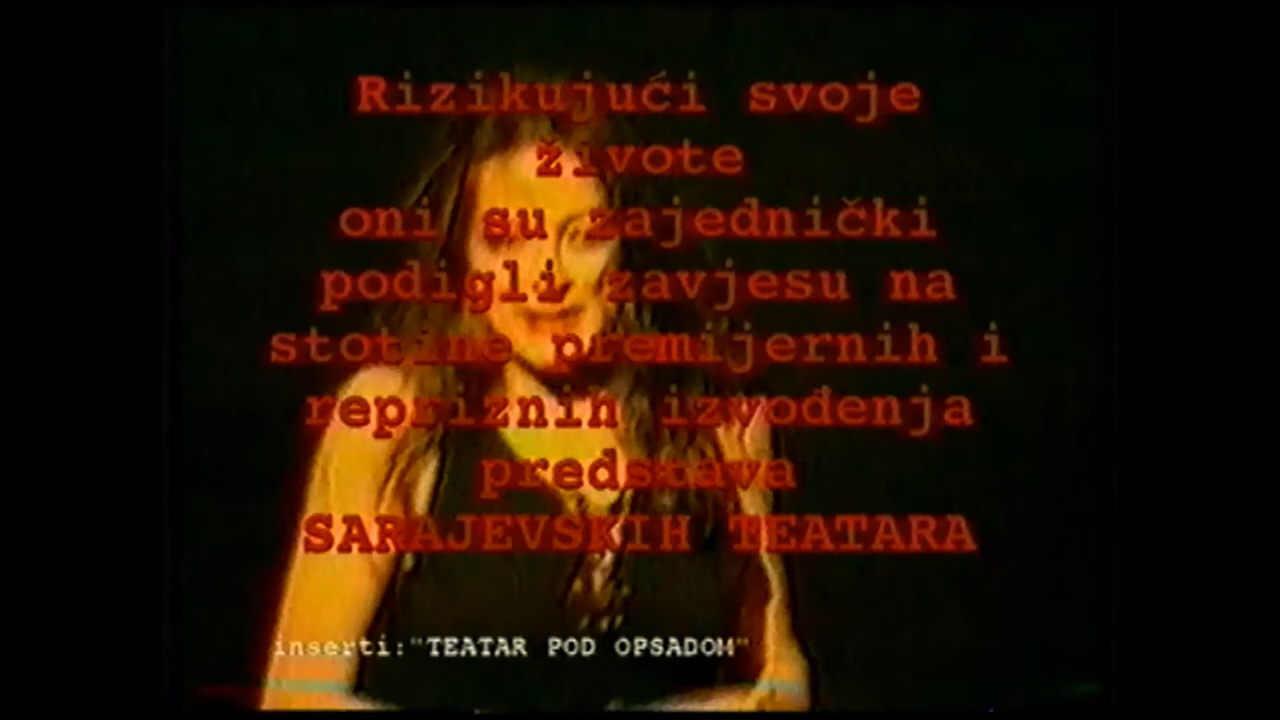 Rizikujući svoje
živote
oni su zajednički
podigli zavjesu na
stotine premijernih i
repriznih izvođenja
predstava
SARAJEVSKIH TEATARA
inserti:"TEATAR POD OPSADOM"